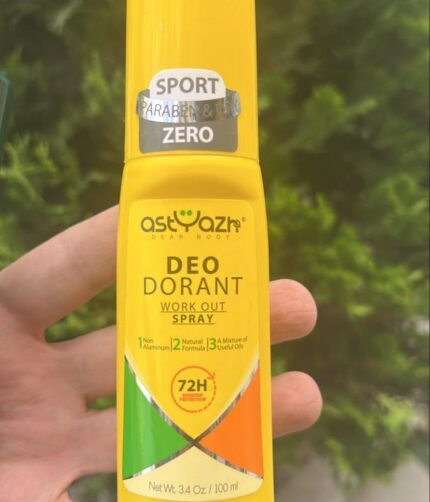 SPORT
PARABEN &
ZERO
astyazh®
DEAR BODY
DEO
DORANT
WORK OUT
SPRAY
1 Non Aluminum | 2 Natural Formula | 3 A Mixture of Useful Oils
72H
PROTECTION
Net Wt. 3.4 Oz. / 100 ml